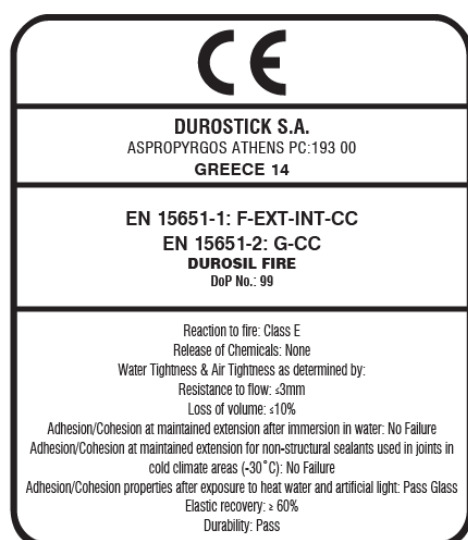 CE
DUROSTICK S.A.
ASPROPYRGOS ATHENS PC:193 00
GREECE 14
EN 15651-1: F-EXT-INT-CC
EN 15651-2: G-CC
DUROSIL FIRE
DoP No.: 99
Reaction to fire: Class E
Release of Chemicals: None
Water Tightness & Air Tightness as determined by:
Resistance to flow: ≤3mm
Loss of volume: ≤10%
Adhesion/Cohesion at maintained extension after immersion in water: No Failure
Adhesion/Cohesion at maintained extension for non-structural sealants used in joints in
cold climate areas (-30˚C): No Failure
Adhesion/Cohesion properties after exposure to heat water and artificial light: Pass Glass
Elastic recovery: ≥ 60%
Durability: Pass